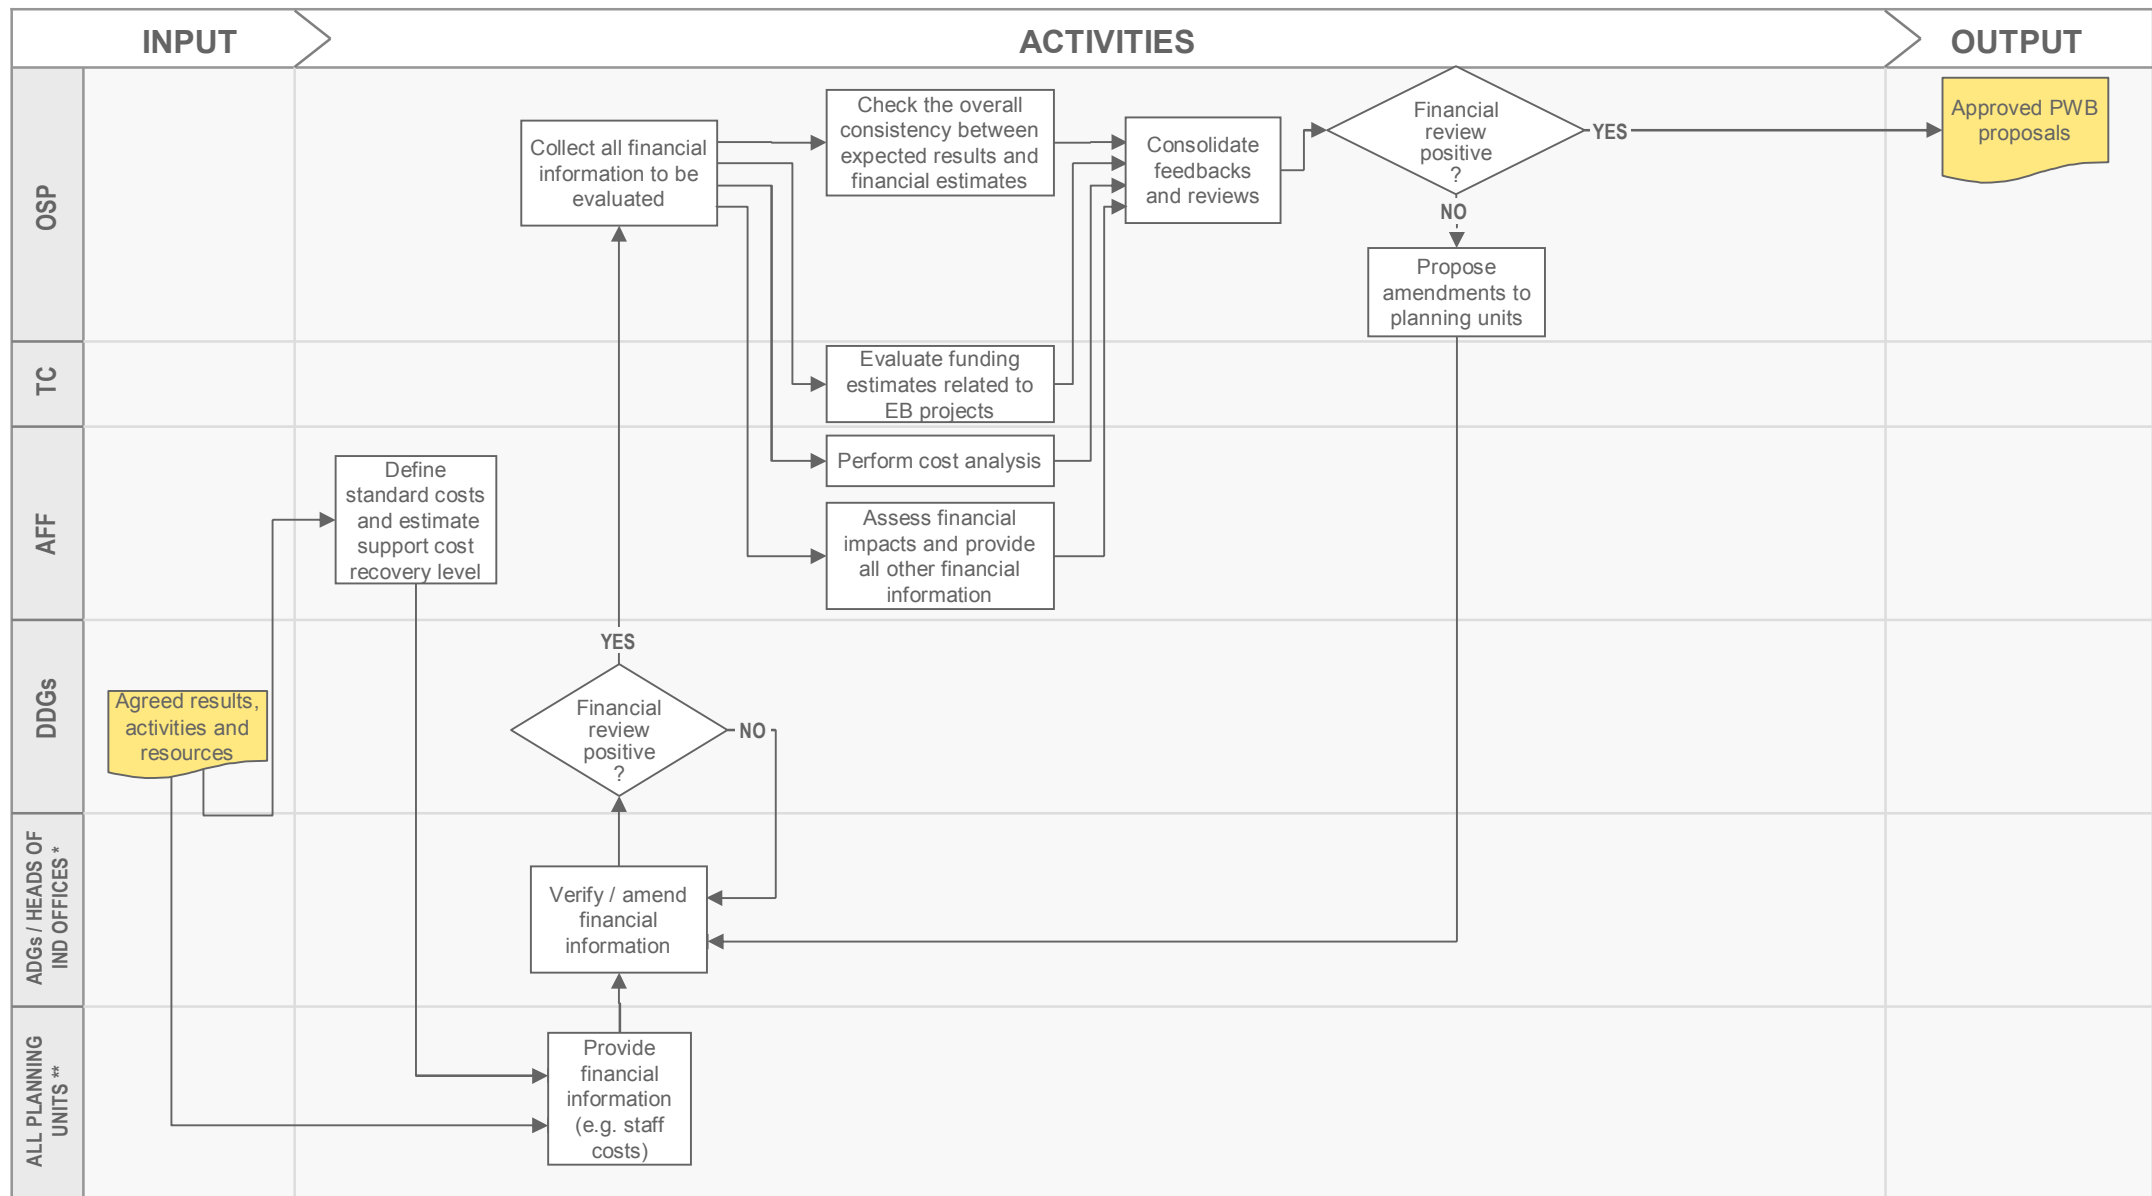 INPUT
ACTIVITIES
OUTPUT
OSP
Collect all financial
information to be
evaluated
Check the overall
consistency between
expected results and
financial estimates
Consolidate
feedbacks
and reviews
Financial
review
positive
?
YES
NO
Approved PWB
proposals
Propose
amendments to
planning units
TC
Evaluate funding
estimates related to
EB projects
AFF
Define
standard costs
and estimate
support cost
recovery level
Perform cost analysis
Assess financial
impacts and provide
all other financial
information
DDGs
Agreed results,
activities and
resources
YES
Financial
review
positive
?
NO
ADGs / HEADS OF
IND OFFICES *
Verify / amend
financial
information
ALL PLANNING
UNITS **
Provide
financial
information
(e.g. staff
costs)